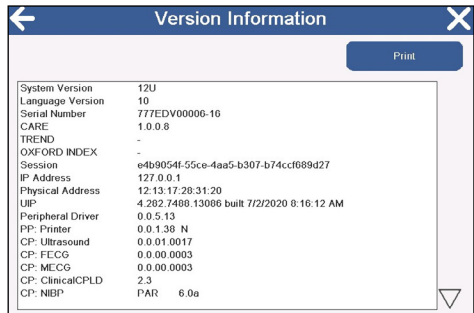 Version Information
Print
System Version 12U
Language Version 10
Serial Number 777EDV00006-16
CARE 1.0.0.8
TREND -
OXFORD INDEX -
Session e4b9054f-55ce-4aa5-b307-b74ccf689d27
IP Address 127.0.0.1
Physical Address 12:13:17:28:31:20
UIP 4.282.7488.13086 built 7/2/2020 8:16:12 AM
Peripheral Driver 0.0.5.13
PP: Printer 0.0.1.38 N
CP: Ultrasound 0.0.01.0017
CP: FECG 0.0.00.0003
CP: MECG 0.0.00.0003
CP: ClinicalCPLD 2.3
CP: NIBP PAR 6.0a